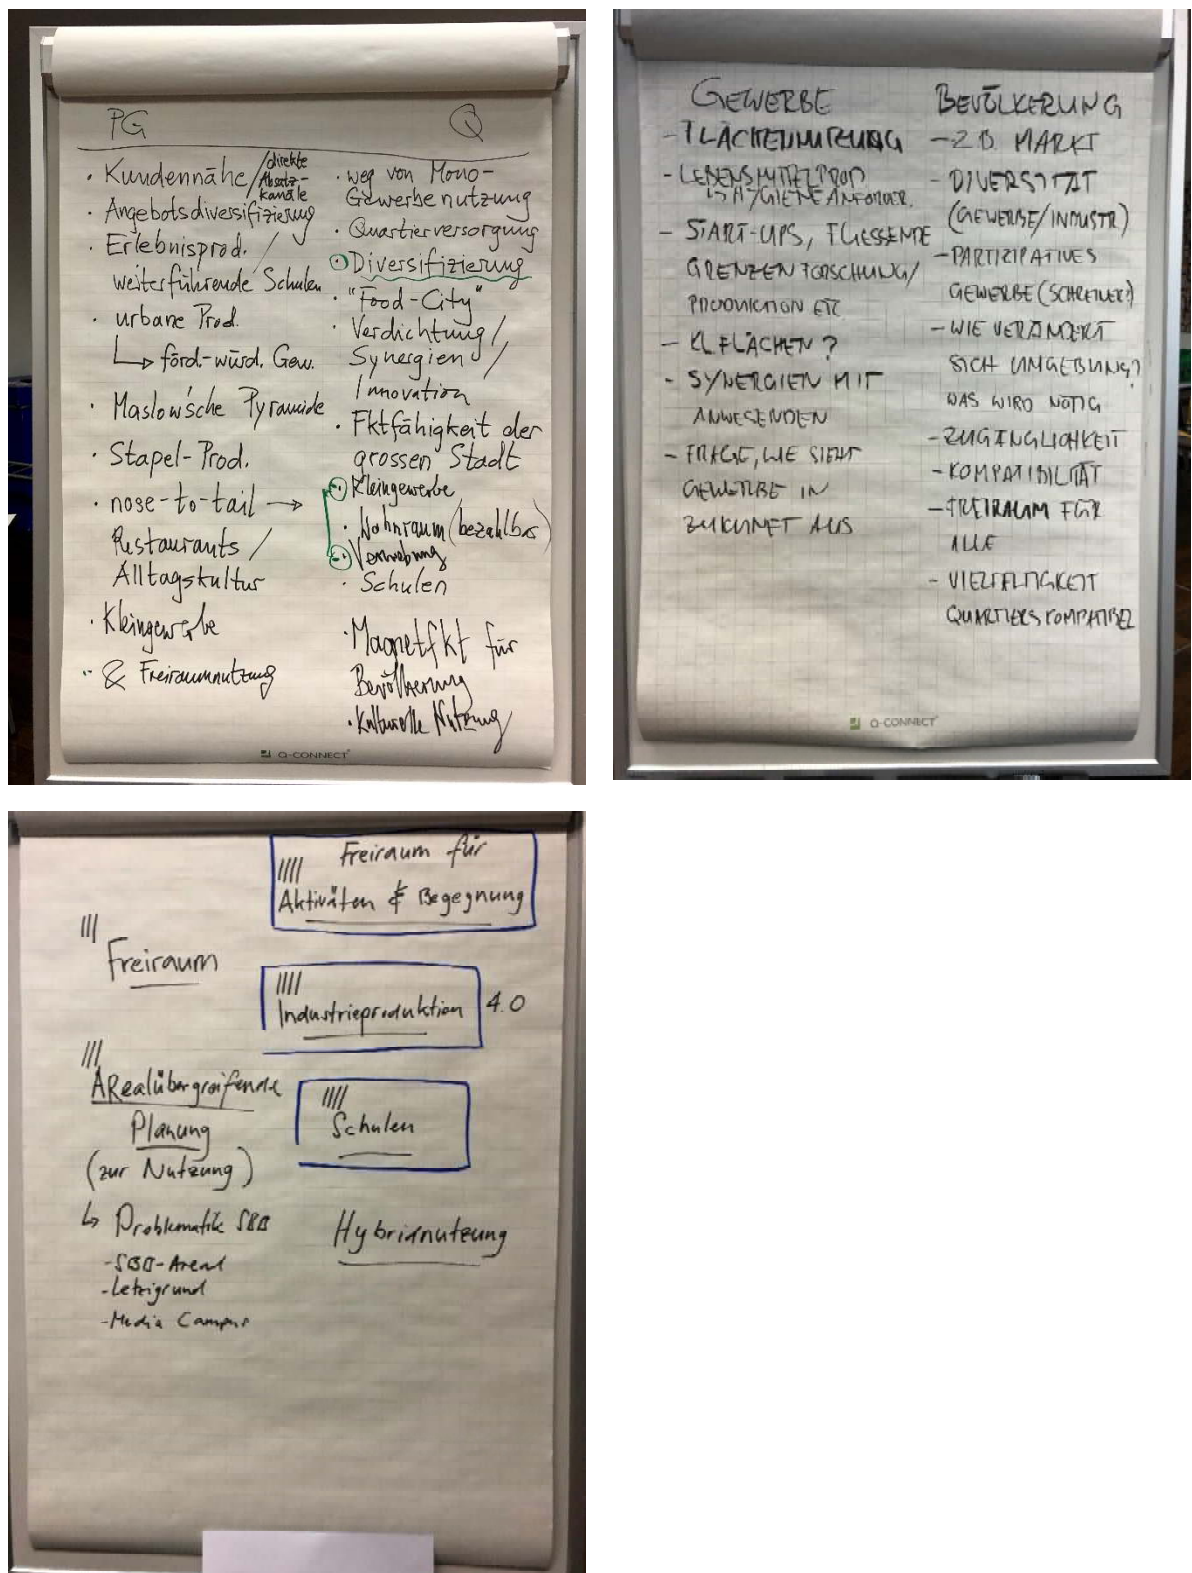 PG
· Kundennähe / direkte
Absatz-
kanäle
· Angebotsdiversifizierung
· Erlebnisprod. /
weiterführende Schulen
· urbane Prod.
↳ förd-würd. Gew.
· Maslow'sche Pyramide
· Stapel-Prod.
· nose-to-tail →
Restaurants /
Alltagskultur
· Kleingewerbe
·· & Freiraumnutzung
Q
· weg von Mono-
Gewerbenutzung
· Quartierversorgung
· Diversifizierung
· "Food-City"
· Verdichtung /
Synergien /
Innovation
· Fktfähigkeit der
grossen Stadt
· Kleingewerbe
· Wohnraum (bezahlbar)
· Schulen
· Magnetfkt für
Bevölkerung
· Kulturelle Nutzung
Q-CONNECT
GEWERBE
- FLÄCHENNUTZUNG
- LEBENSMITTELPROD
↳ HYGIENEANFORDER.
- START-UPS, FLIESSENDE
GRENZEN FORSCHUNG/
PRODUKTION ETC
- KL. FLÄCHEN?
- SYNERGIEN MIT
ANWESENDEN
- FRAGE, WIE SIEHT
GEWERBE IN
ZUKUNFT AUS
BEVÖLKERUNG
- Z.B. MARKT
- DIVERSITÄT
(GEWERBE/INDUSTR.)
- PARTIZIPATIVES
GEWERBE (SCHREINER?)
- WIE VERÄNDERT
SICH UMGEBUNG?
WAS WIRD NÖTIG
- ZUGÄNGLICHKEIT
- KOMPATIBILITÄT
- FREIRAUM FÜR
ALLE
- VIELFÄLTIGKEIT
QUARTIERSKOMPATIBEL
Q-CONNECT
|||| Freiraum für
Aktiväten & Begegnung
||| Freiraum
|||| Industrieproduktion 4.0
||| Arealübergreifende
Planung
(zur Nutzung)
↳ Problematik SBB
- SBB-Areal
- Letzigrund
- Media Campus
|||| Schulen
Hybridnutzung